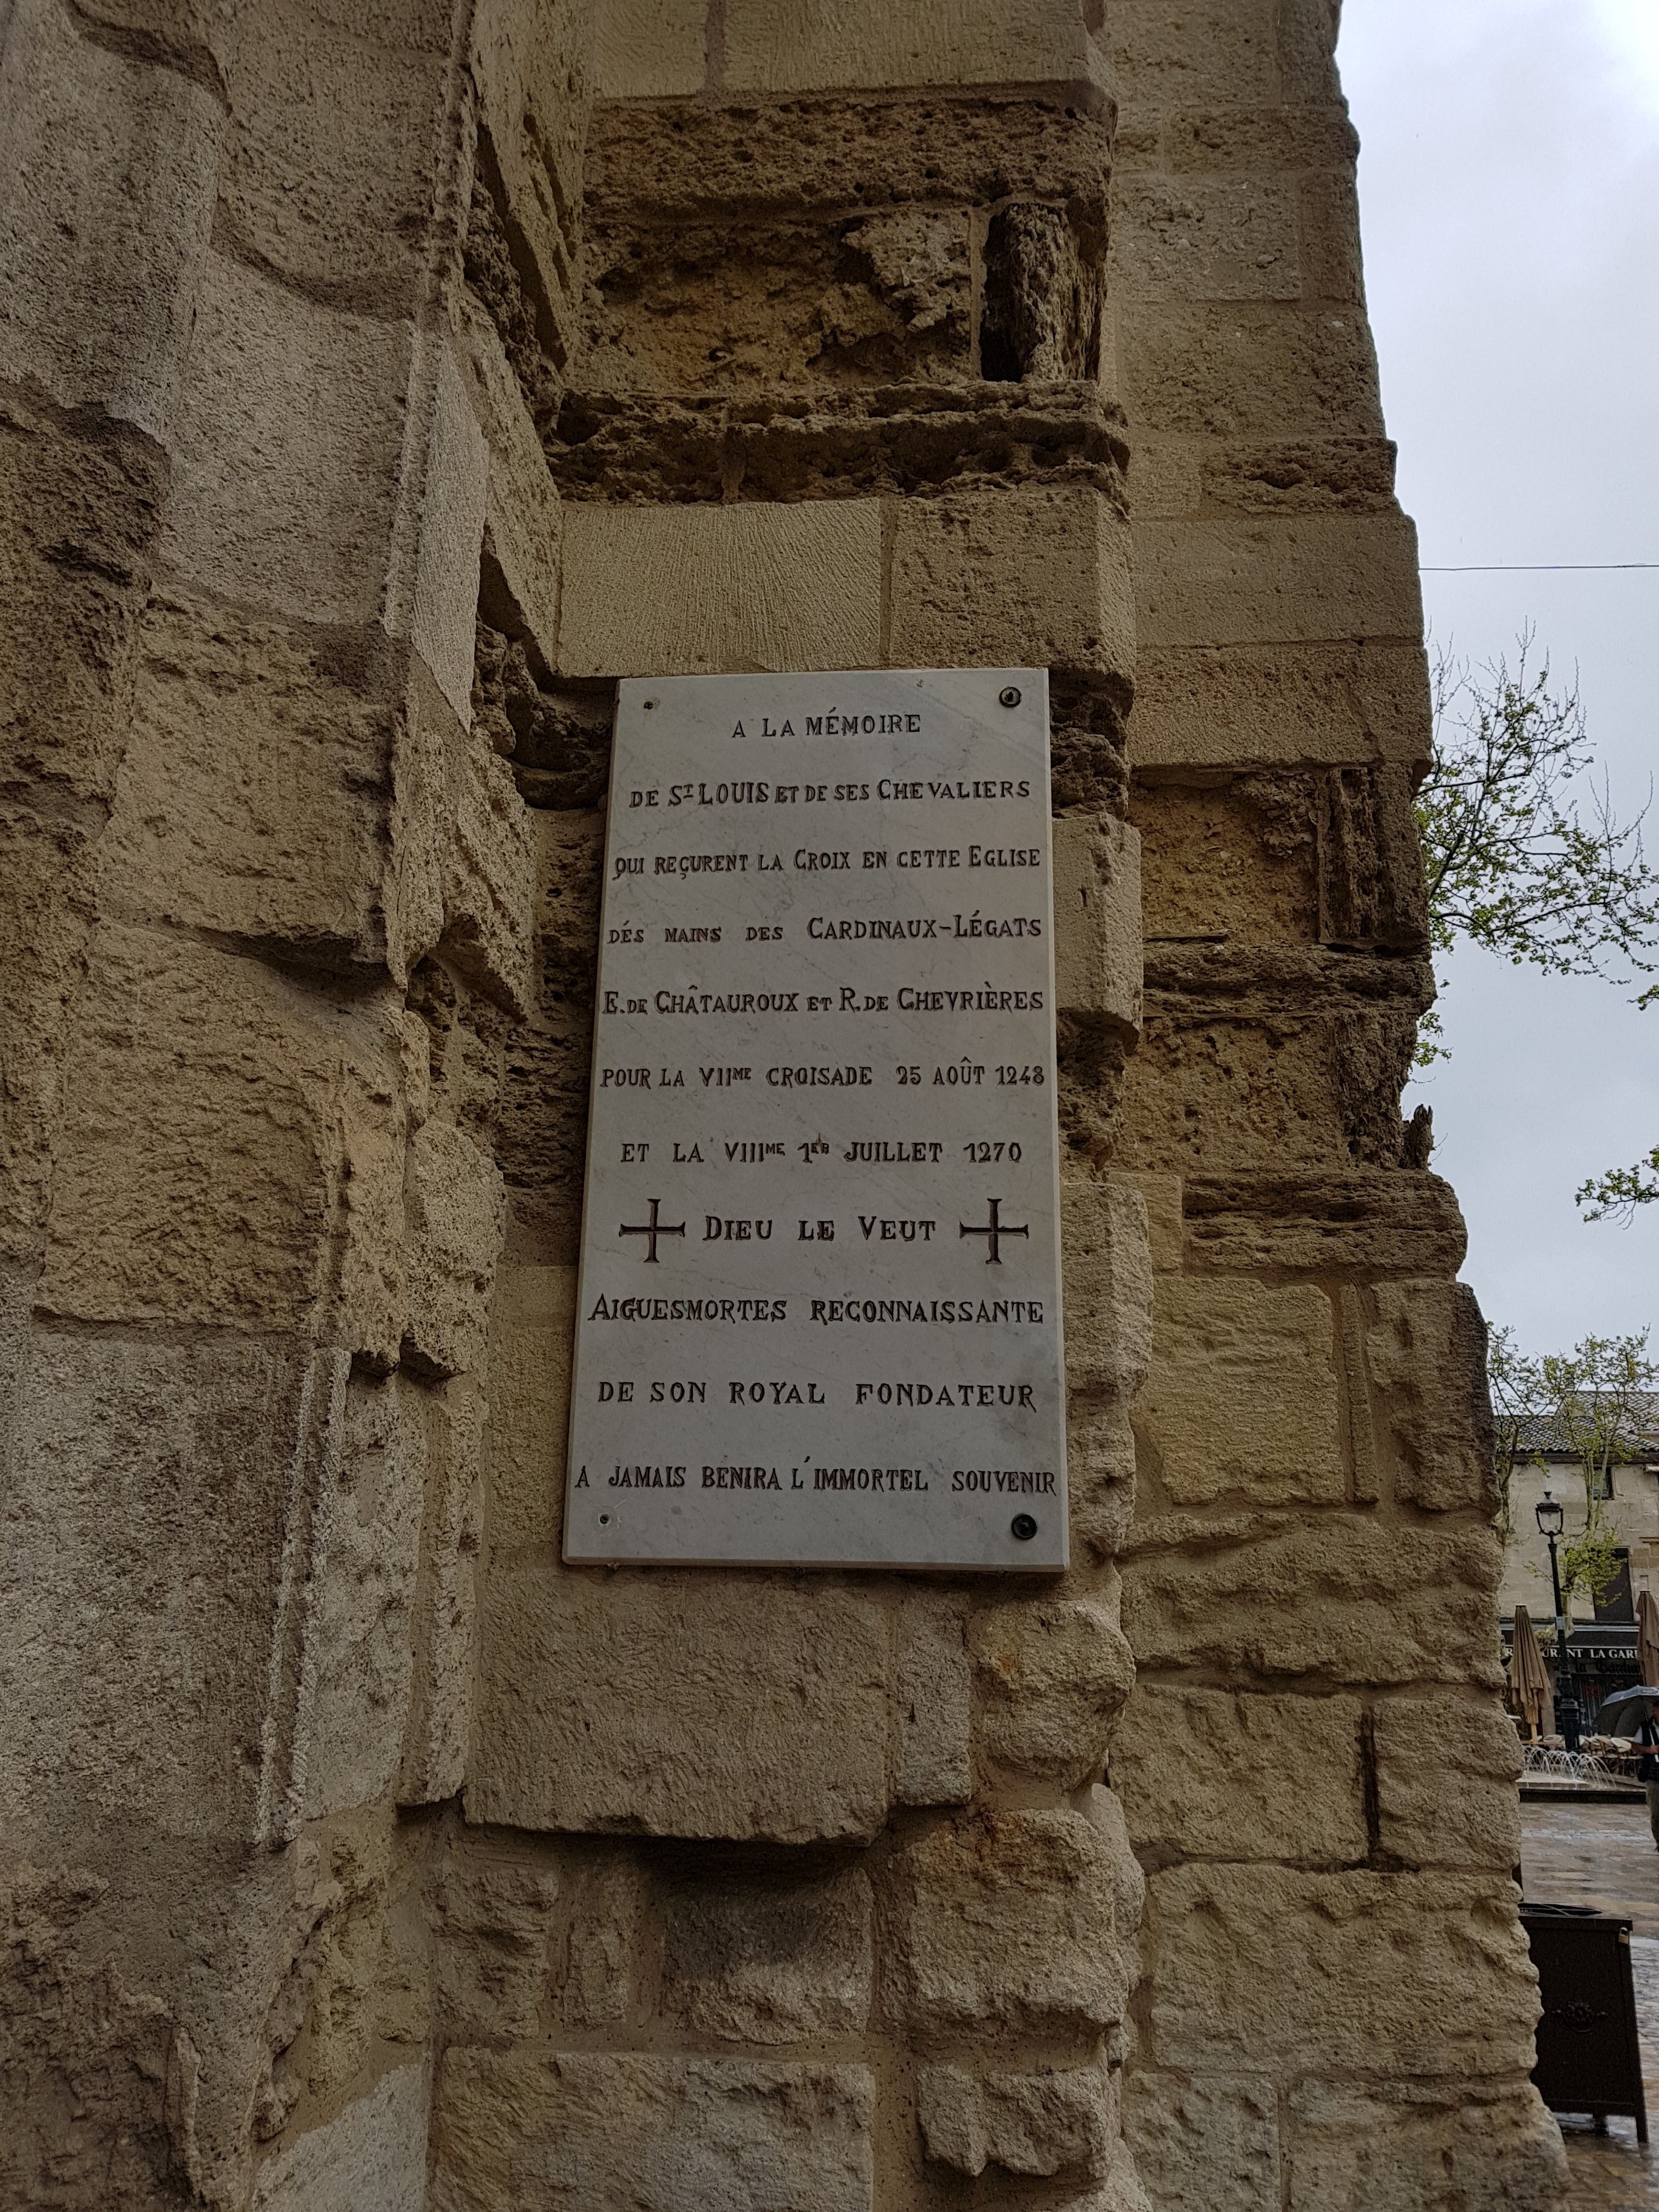 A LA MÉMOIRE
DE ST LOUIS ET DE SES CHEVALIERS
QUI REÇURENT LA CROIX EN CETTE EGLISE
DÉS MAINS DES CARDINAUX-LÉGATS
E. DE CHÂTAUROUX ET R. DE CHEVRIÈRES
POUR LA VIIME CROISADE 25 AOÛT 1248
ET LA VIIIME 1ER JUILLET 1270
DIEU LE VEUT
AIGUESMORTES RECONNAISSANTE
DE SON ROYAL FONDATEUR
A JAMAIS BENIRA L'IMMORTEL SOUVENIR
LA